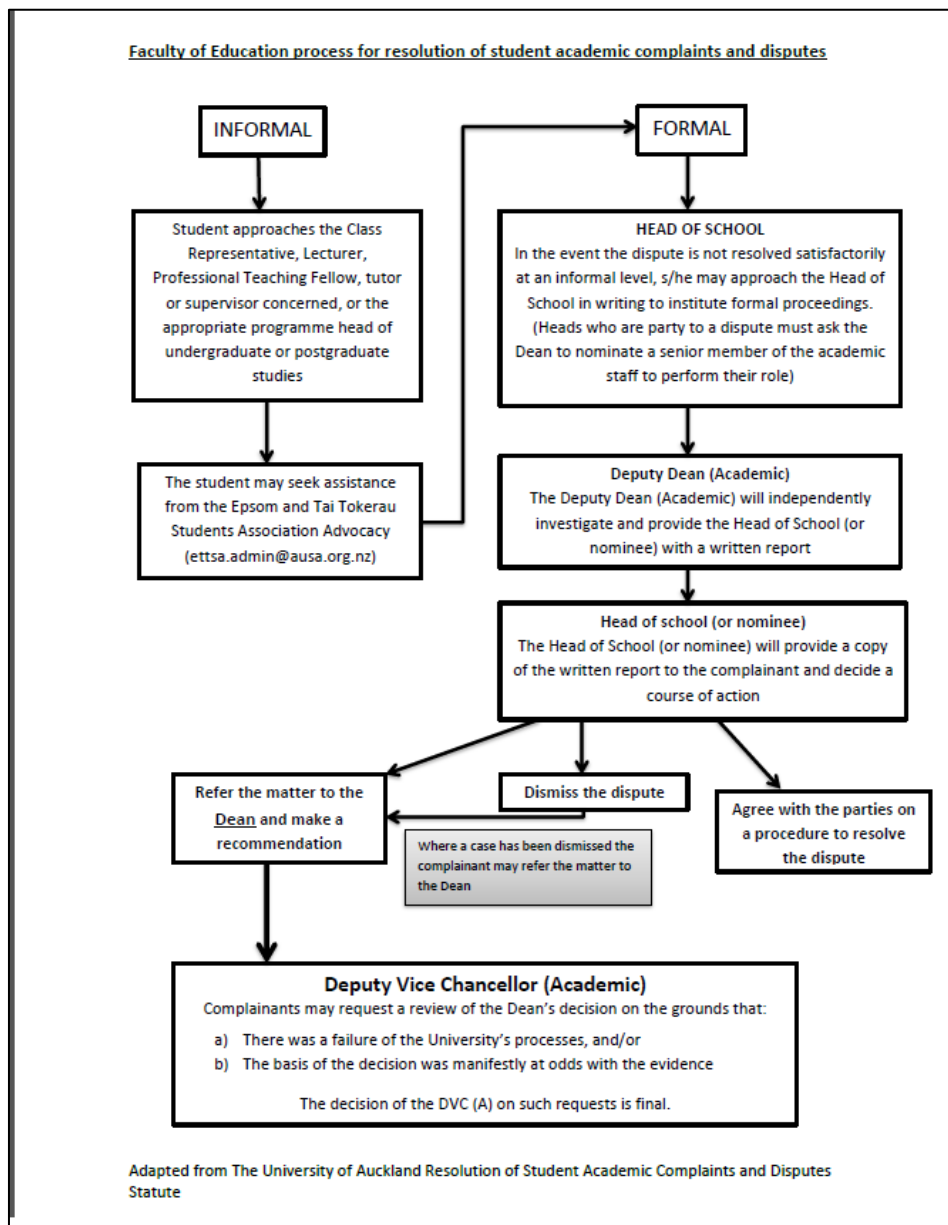 Faculty of Education process for resolution of student academic complaints and disputes
INFORMAL
Student approaches the Class
Representative, Lecturer,
Professional Teaching Fellow, tutor
or supervisor concerned, or the
appropriate programme head of
undergraduate or postgraduate
studies
The student may seek assistance
from the Epsom and Tai Tokerau
Students Association Advocacy
(ettsa.admin@ausa.org.nz)
FORMAL
HEAD OF SCHOOL
In the event the dispute is not resolved satisfactorily
at an informal level, s/he may approach the Head of
School in writing to institute formal proceedings.
(Heads who are party to a dispute must ask the
Dean to nominate a senior member of the academic
staff to perform their role)
Deputy Dean (Academic)
The Deputy Dean (Academic) will independently
investigate and provide the Head of School (or
nominee) with a written report
Head of school (or nominee)
The Head of School (or nominee) will provide a copy
of the written report to the complainant and decide a
course of action
Refer the matter to the
Dean and make a
recommendation
Dismiss the dispute
Where a case has been dismissed the
complainant may refer the matter to
the Dean
Agree with the parties on
a procedure to resolve
the dispute
Deputy Vice Chancellor (Academic)
Complainants may request a review of the Dean's decision on the grounds that:
a) There was a failure of the University's processes, and/or
b) The basis of the decision was manifestly at odds with the evidence
The decision of the DVC (A) on such requests is final.
Adapted from The University of Auckland Resolution of Student Academic Complaints and Disputes
Statute